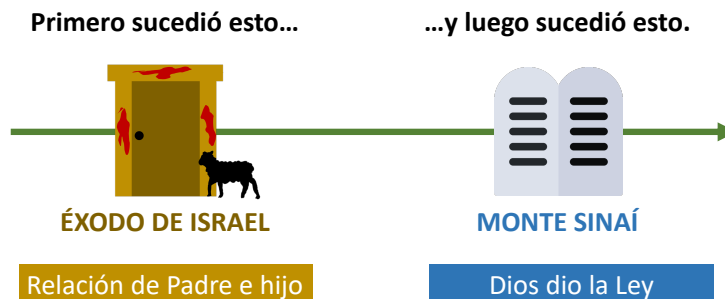 Primero sucedió esto…
…y luego sucedió esto.
ÉXODO DE ISRAEL
MONTE SINAÍ
Relación de Padre e hijo
Dios dio la Ley